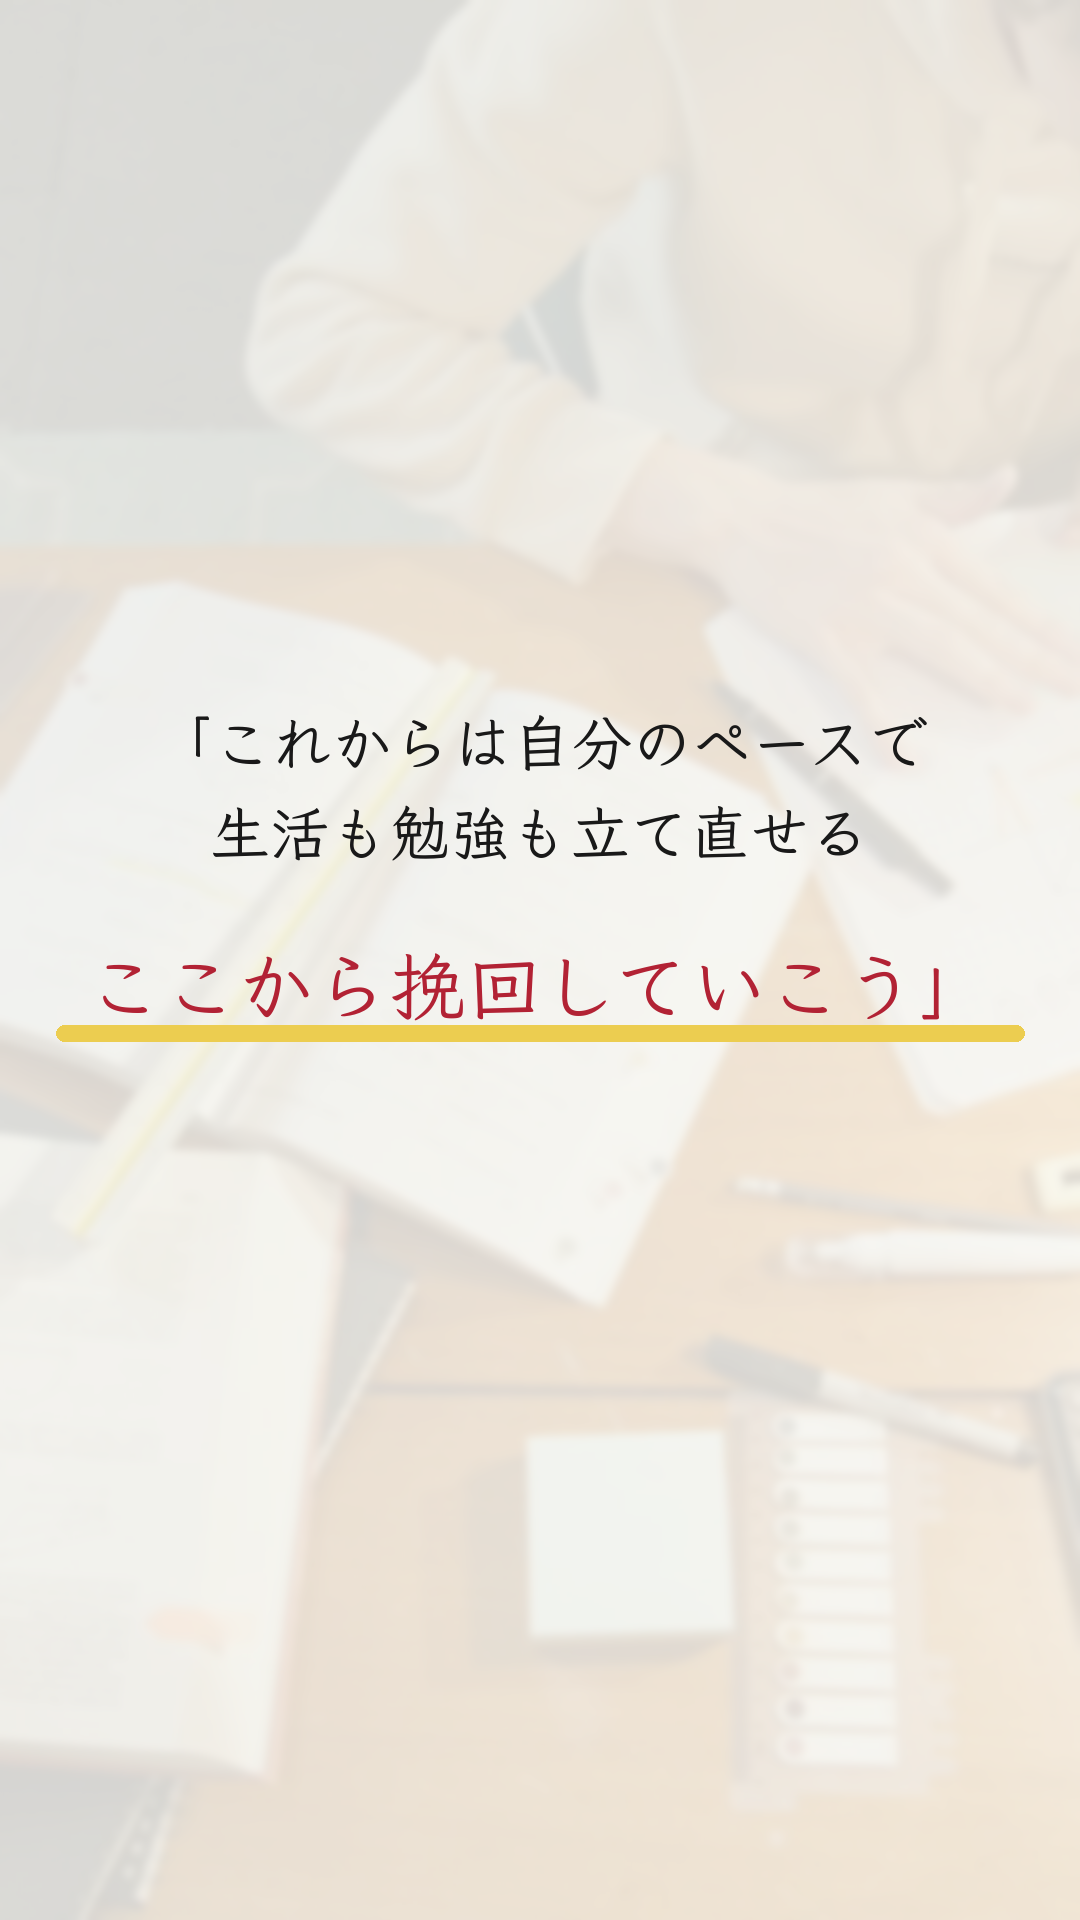 「これからは自分のペースで
生活も勉強も立て直せる
ここから挽回していこう」